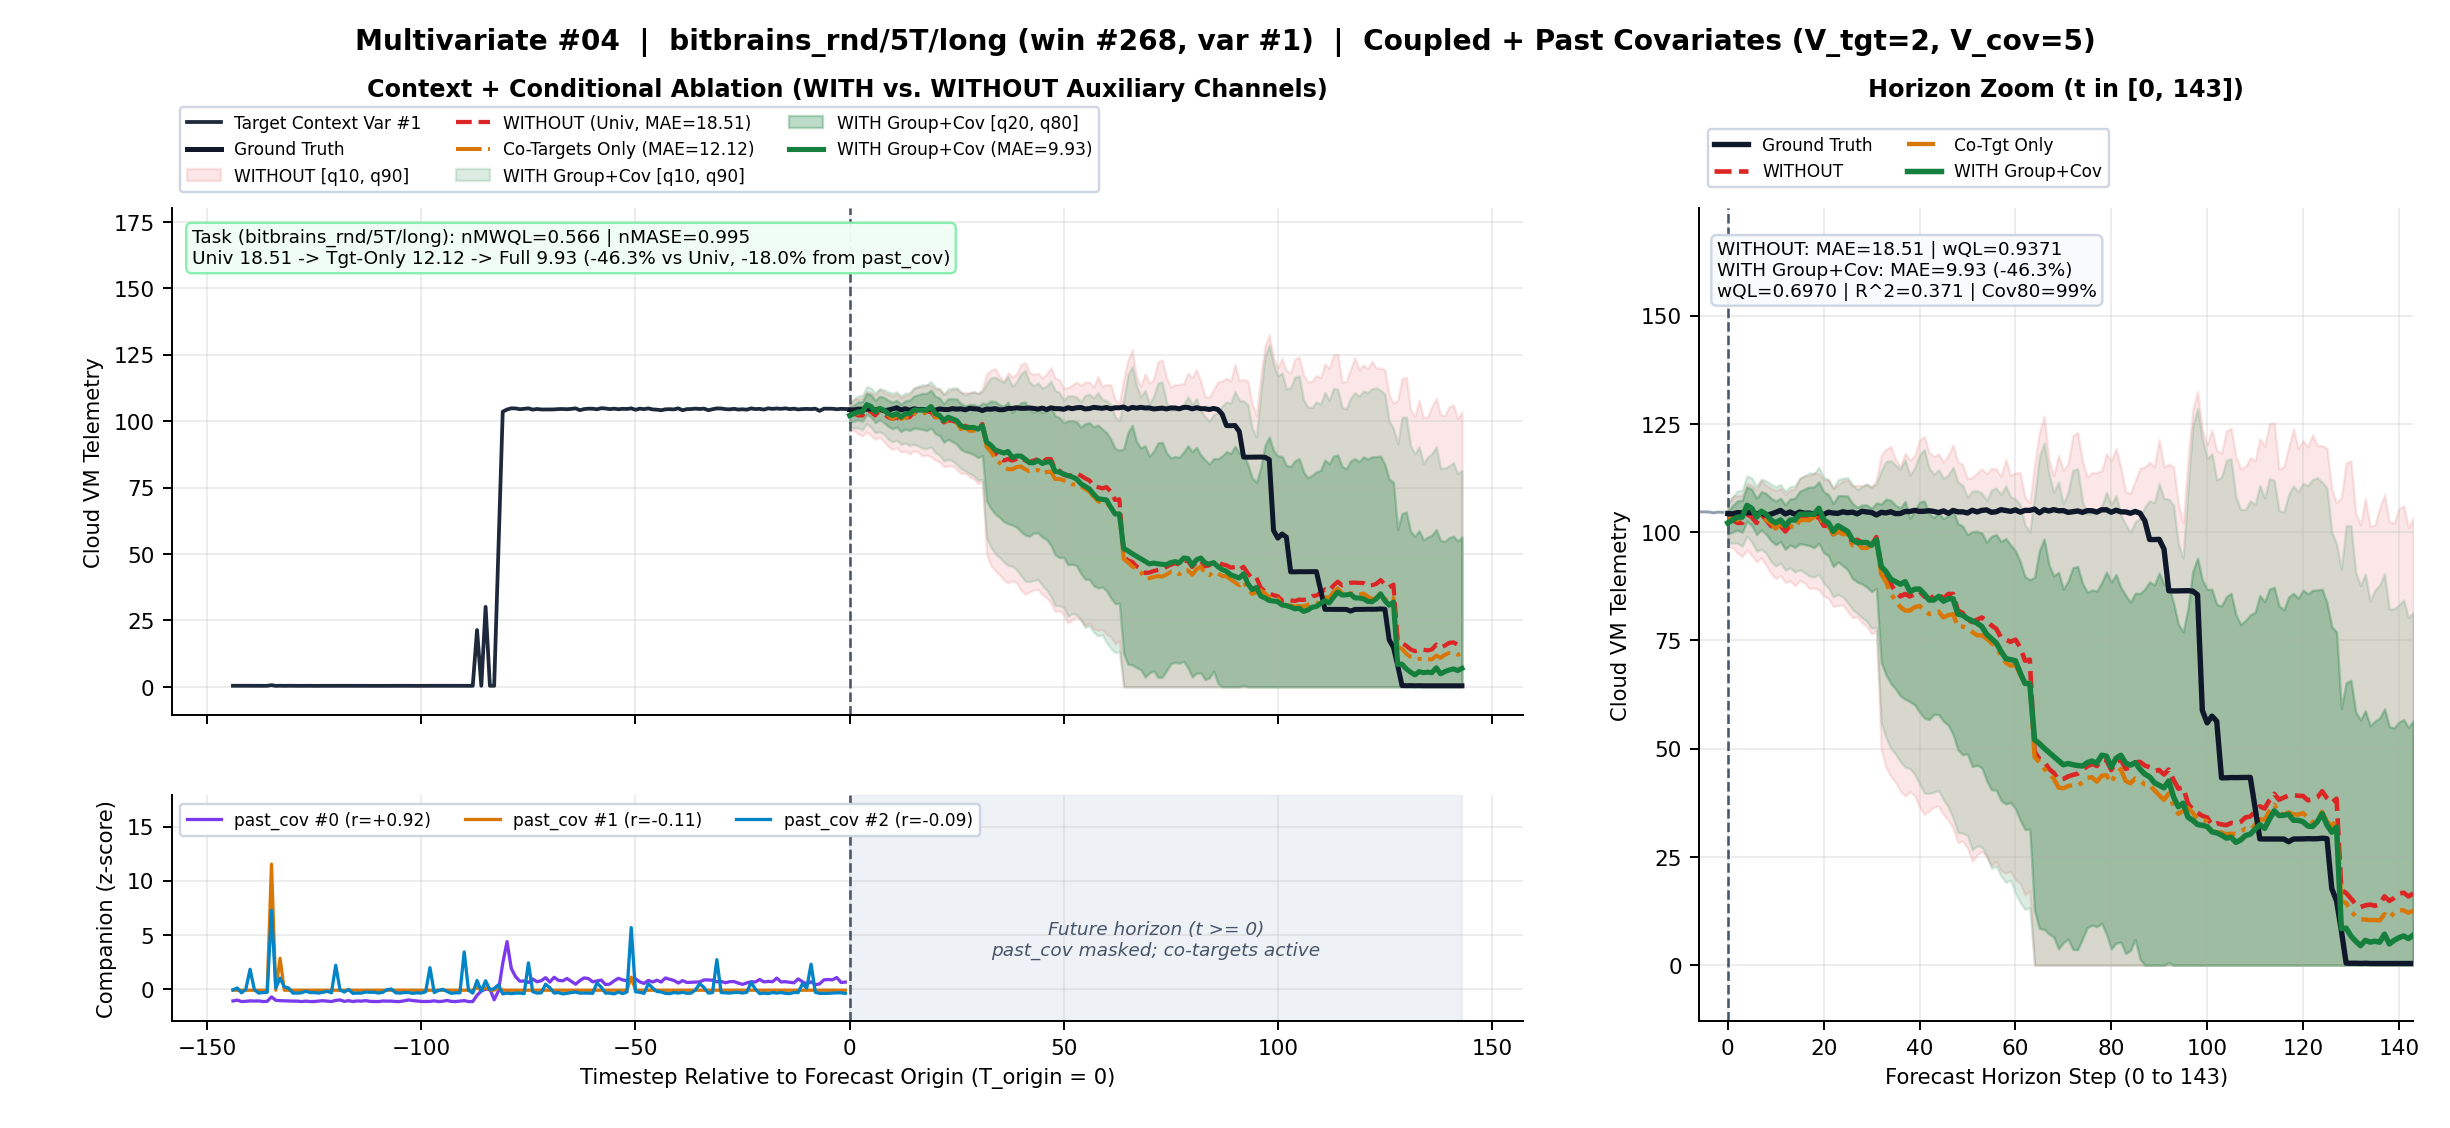 Multivariate #04 | bitbrains_rnd/5T/long (win #268, var #1) | Coupled + Past Covariates (V_tgt=2, V_cov=5)
Context + Conditional Ablation (WITH vs. WITHOUT Auxiliary Channels)
Target Context Var #1
Ground Truth
WITHOUT [q10, q90]
WITHOUT (Univ, MAE=18.51)
Co-Targets Only (MAE=12.12)
WITH Group+Cov [q10, q90]
WITH Group+Cov [q20, q80]
WITH Group+Cov (MAE=9.93)
Task (bitbrains_rnd/5T/long): nMWQL=0.566 | nMASE=0.995
Univ 18.51 -> Tgt-Only 12.12 -> Full 9.93 (-46.3% vs Univ, -18.0% from past_cov)
Cloud VM Telemetry
175
150
125
100
75
50
25
0
past_cov #0 (r=+0.92)
past_cov #1 (r=-0.11)
past_cov #2 (r=-0.09)
Future horizon (t >= 0)
past_cov masked; co-targets active
Companion (z-score)
15
10
5
0
−150
−100
−50
0
50
100
150
Timestep Relative to Forecast Origin (T_origin = 0)
Horizon Zoom (t in [0, 143])
Ground Truth
WITHOUT
Co-Tgt Only
WITH Group+Cov
WITHOUT: MAE=18.51 | wQL=0.9371
WITH Group+Cov: MAE=9.93 (-46.3%)
wQL=0.6970 | R^2=0.371 | Cov80=99%
Cloud VM Telemetry
150
125
100
75
50
25
0
0
20
40
60
80
100
120
140
Forecast Horizon Step (0 to 143)